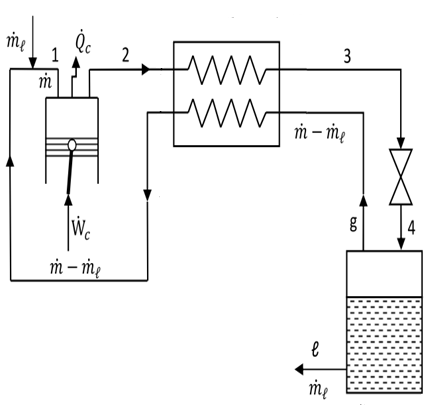 ṁ_ℓ
1
Q̇_c
2
3
ṁ
ṁ − ṁ_ℓ
g
4
Ẇ_c
ṁ − ṁ_ℓ
ℓ
ṁ_ℓ